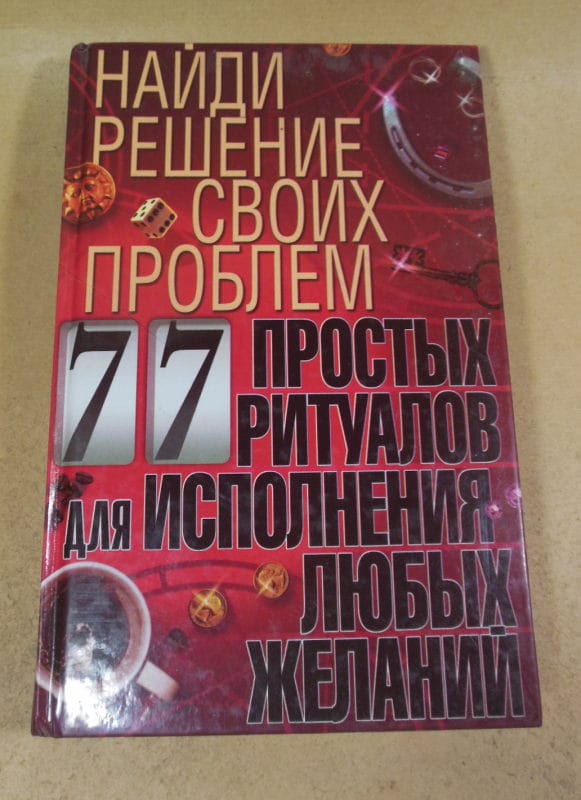 НАЙДИ
РЕШЕНИЕ
СВОИХ
ПРОБЛЕМ
77 ПРОСТЫХ
РИТУАЛОВ
для ИСПОЛНЕНИЯ
ЛЮБЫХ
ЖЕЛАНИЙ